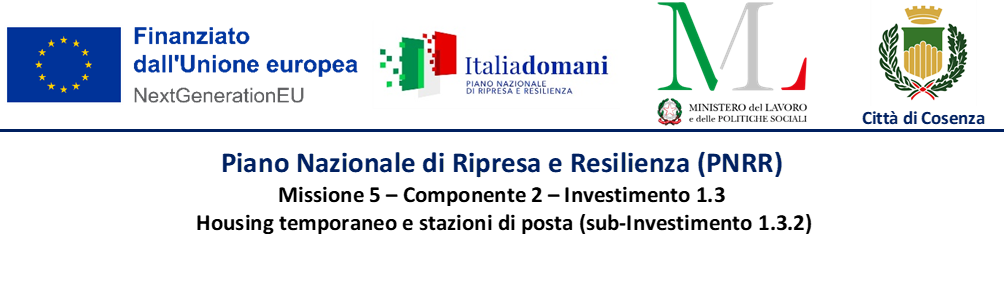 Finanziato
dall'Unione europea
NextGenerationEU
Italiadomani
PIANO NAZIONALE
DI RIPRESA E RESILIENZA
ML
MINISTERO del LAVORO
e delle POLITICHE SOCIALI
Città di Cosenza
Piano Nazionale di Ripresa e Resilienza (PNRR)
Missione 5 – Componente 2 – Investimento 1.3
Housing temporaneo e stazioni di posta (sub-Investimento 1.3.2)